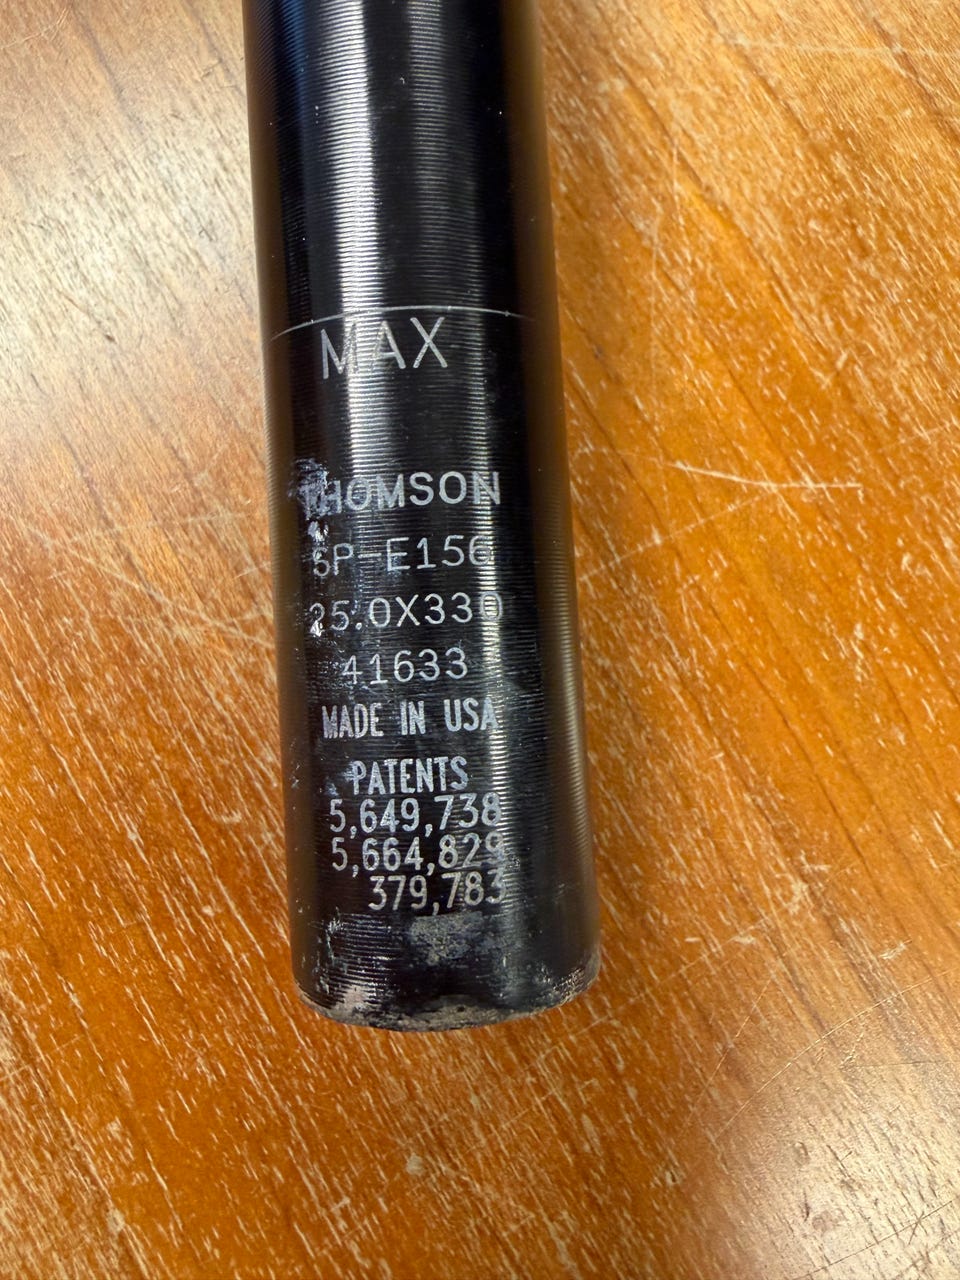 MAX
THOMSON
SP-E156
25.0X330
41633
MADE IN USA
PATENTS
5,649,738
5,664,829
379,783